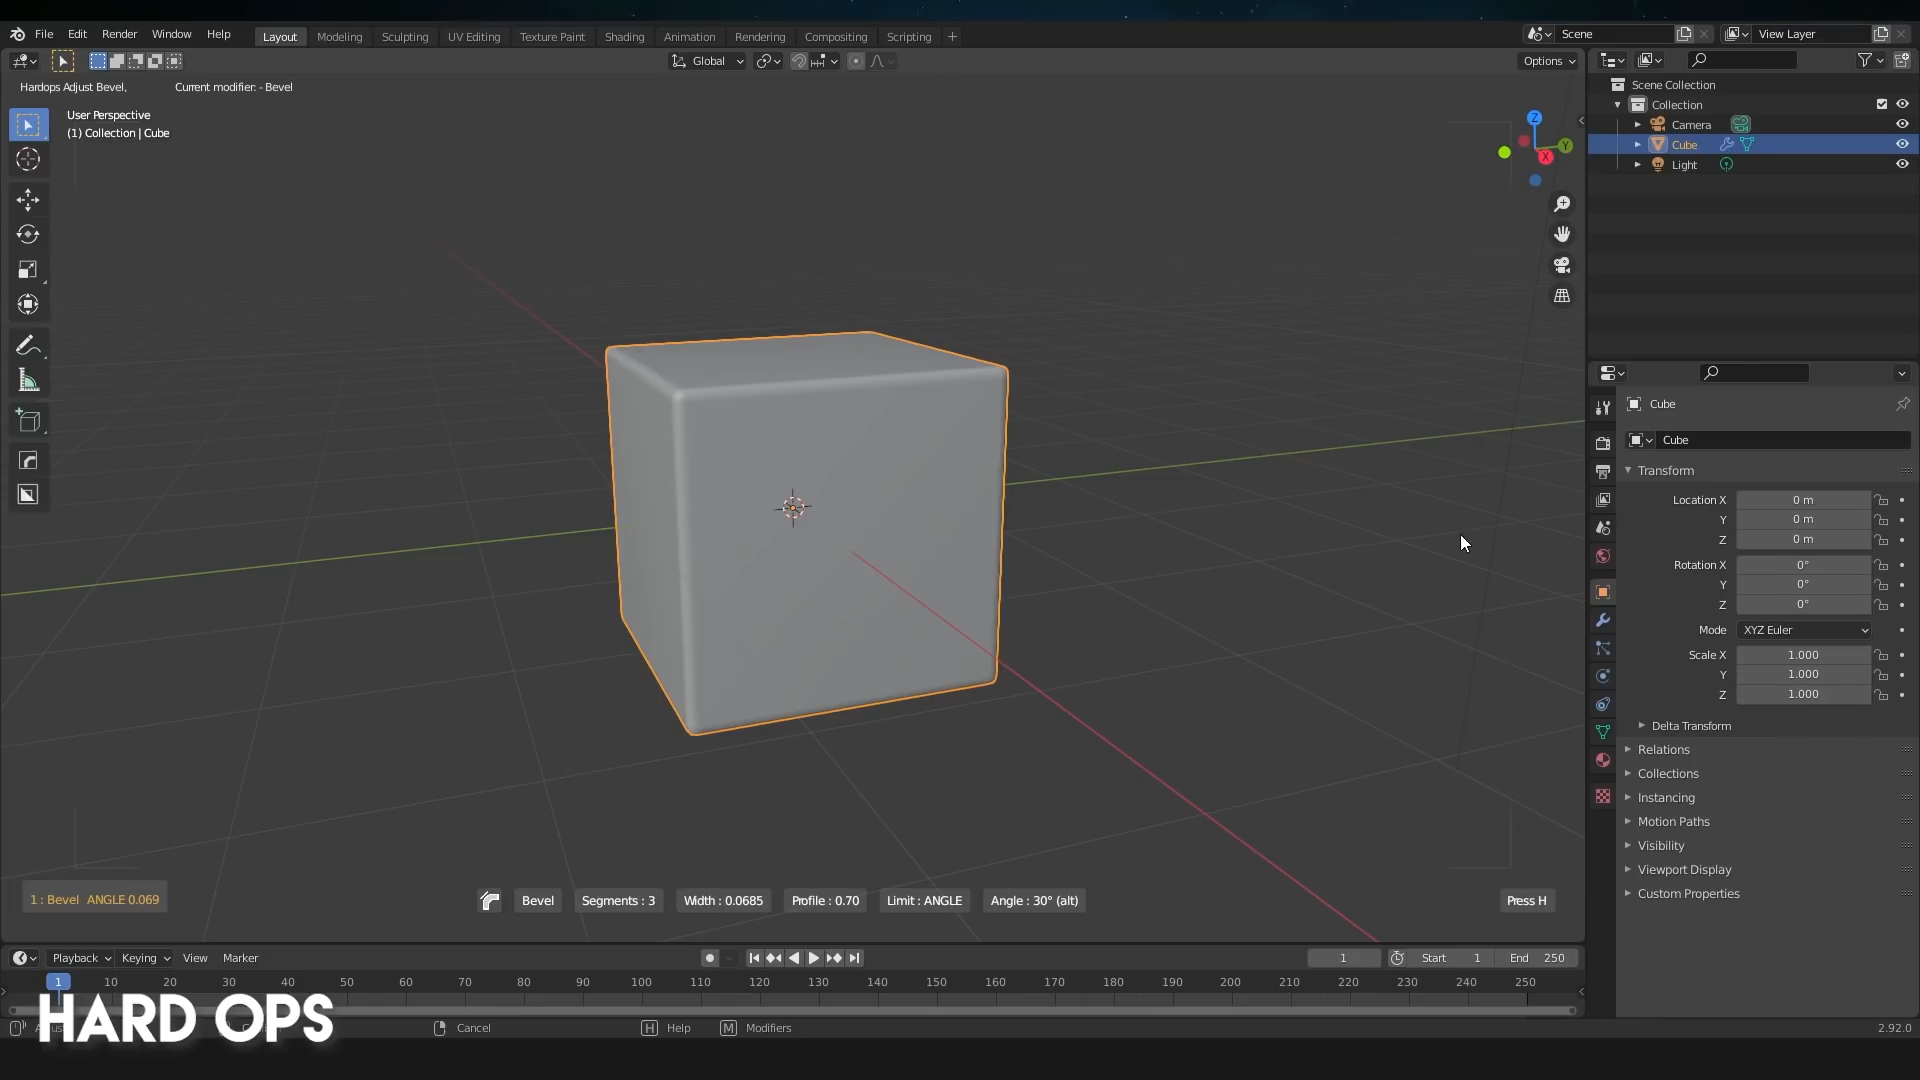 File Edit Render Window Help Layout Modeling Sculpting UV Editing Texture Paint Shading Animation Rendering Compositing Scripting + Scene View Layer
Global Options
Hardops Adjust Bevel, Current modifier: - Bevel
User Perspective
(1) Collection | Cube
Z
Y
X
Scene Collection
Collection
Camera
Cube
Light
Cube
Cube
Transform
Location X 0 m
Y 0 m
Z 0 m
Rotation X 0°
Y 0°
Z 0°
Mode XYZ Euler
Scale X 1.000
Y 1.000
Z 1.000
Delta Transform
Relations
Collections
Instancing
Motion Paths
Visibility
Viewport Display
Custom Properties
1 : Bevel ANGLE 0.069 Bevel Segments : 3 Width : 0.0685 Profile : 0.70 Limit : ANGLE Angle : 30° (alt) Press H
Playback Keying View Marker 1 Start 1 End 250
1 10 20 30 40 50 60 70 80 90 100 110 120 130 140 150 160 170 180 190 200 210 220 230 240 250
HARD OPS
Cancel H Help M Modifiers 2.92.0